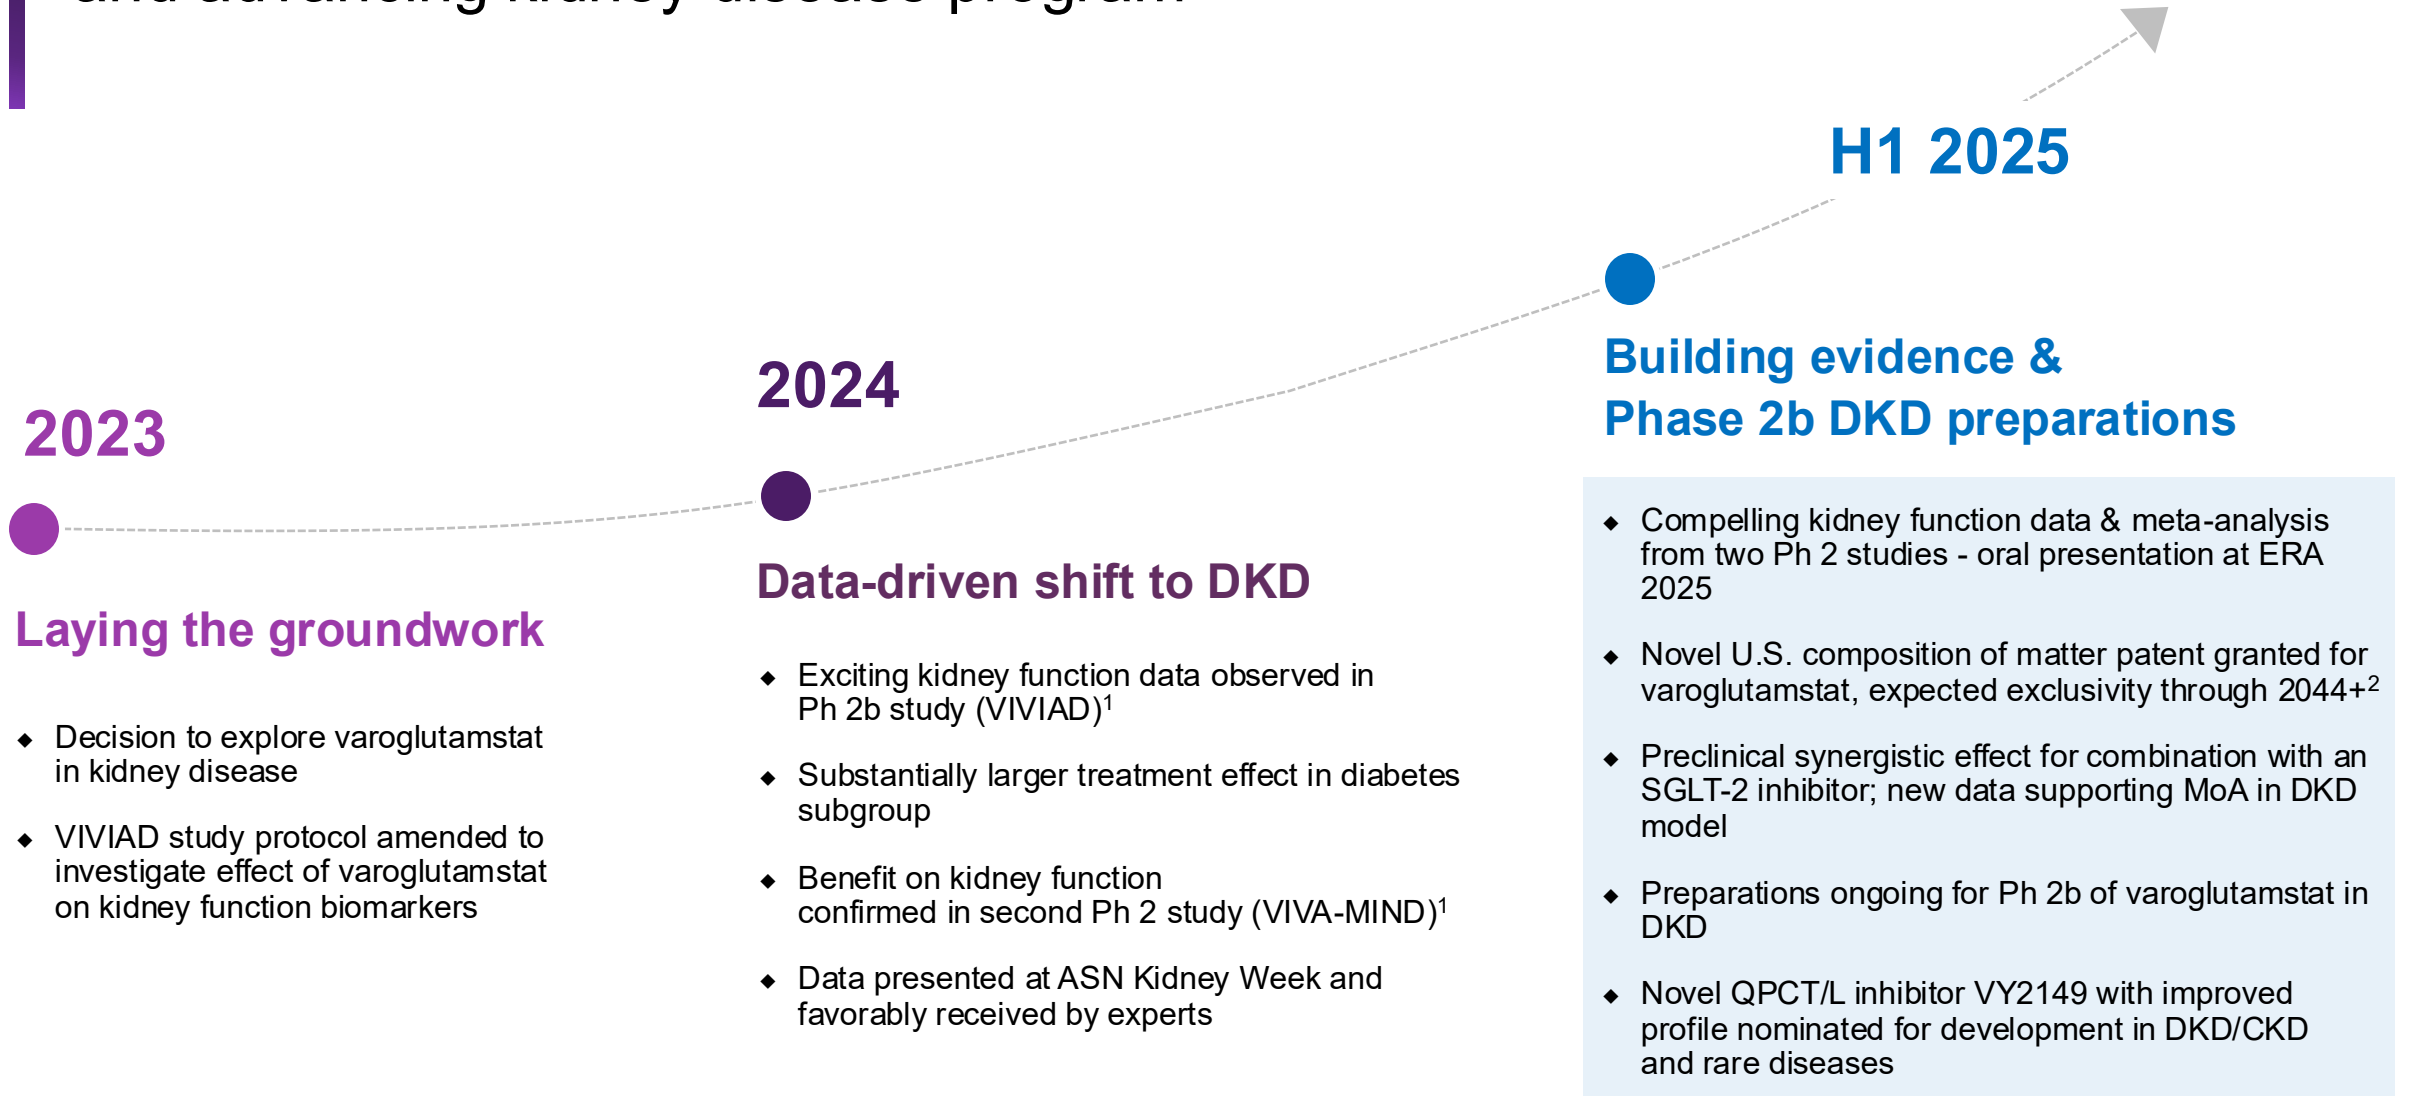 and advancing kidney disease program
H1 2025
Building evidence &
Phase 2b DKD preparations
2024
2023
Data-driven shift to DKD
Laying the groundwork
◆ Decision to explore varoglutamstat
in kidney disease
◆ VIVIAD study protocol amended to
investigate effect of varoglutamstat
on kidney function biomarkers
◆ Exciting kidney function data observed in
Ph 2b study (VIVIAD)¹
◆ Substantially larger treatment effect in diabetes
subgroup
◆ Benefit on kidney function
confirmed in second Ph 2 study (VIVA-MIND)¹
◆ Data presented at ASN Kidney Week and
favorably received by experts
◆ Compelling kidney function data & meta-analysis
from two Ph 2 studies - oral presentation at ERA
2025
◆ Novel U.S. composition of matter patent granted for
varoglutamstat, expected exclusivity through 2044+²
◆ Preclinical synergistic effect for combination with an
SGLT-2 inhibitor; new data supporting MoA in DKD
model
◆ Preparations ongoing for Ph 2b of varoglutamstat in
DKD
◆ Novel QPCT/L inhibitor VY2149 with improved
profile nominated for development in DKD/CKD
and rare diseases